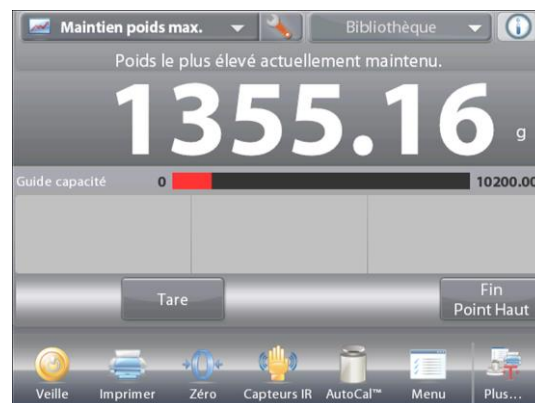 Maintien poids max.
Bibliothèque
Poids le plus élevé actuellement maintenu.
1355.16 g
Guide capacité 0 10200.00
Tare
Fin
Point Haut
Veille Imprimer Zéro Capteurs IR AutoCal™ Menu Plus...